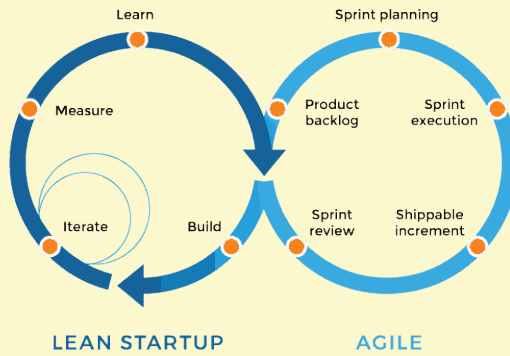 Learn
Measure
Iterate
Build
LEAN STARTUP
Sprint planning
Product
backlog
Sprint
execution
Sprint
review
Shippable
increment
AGILE